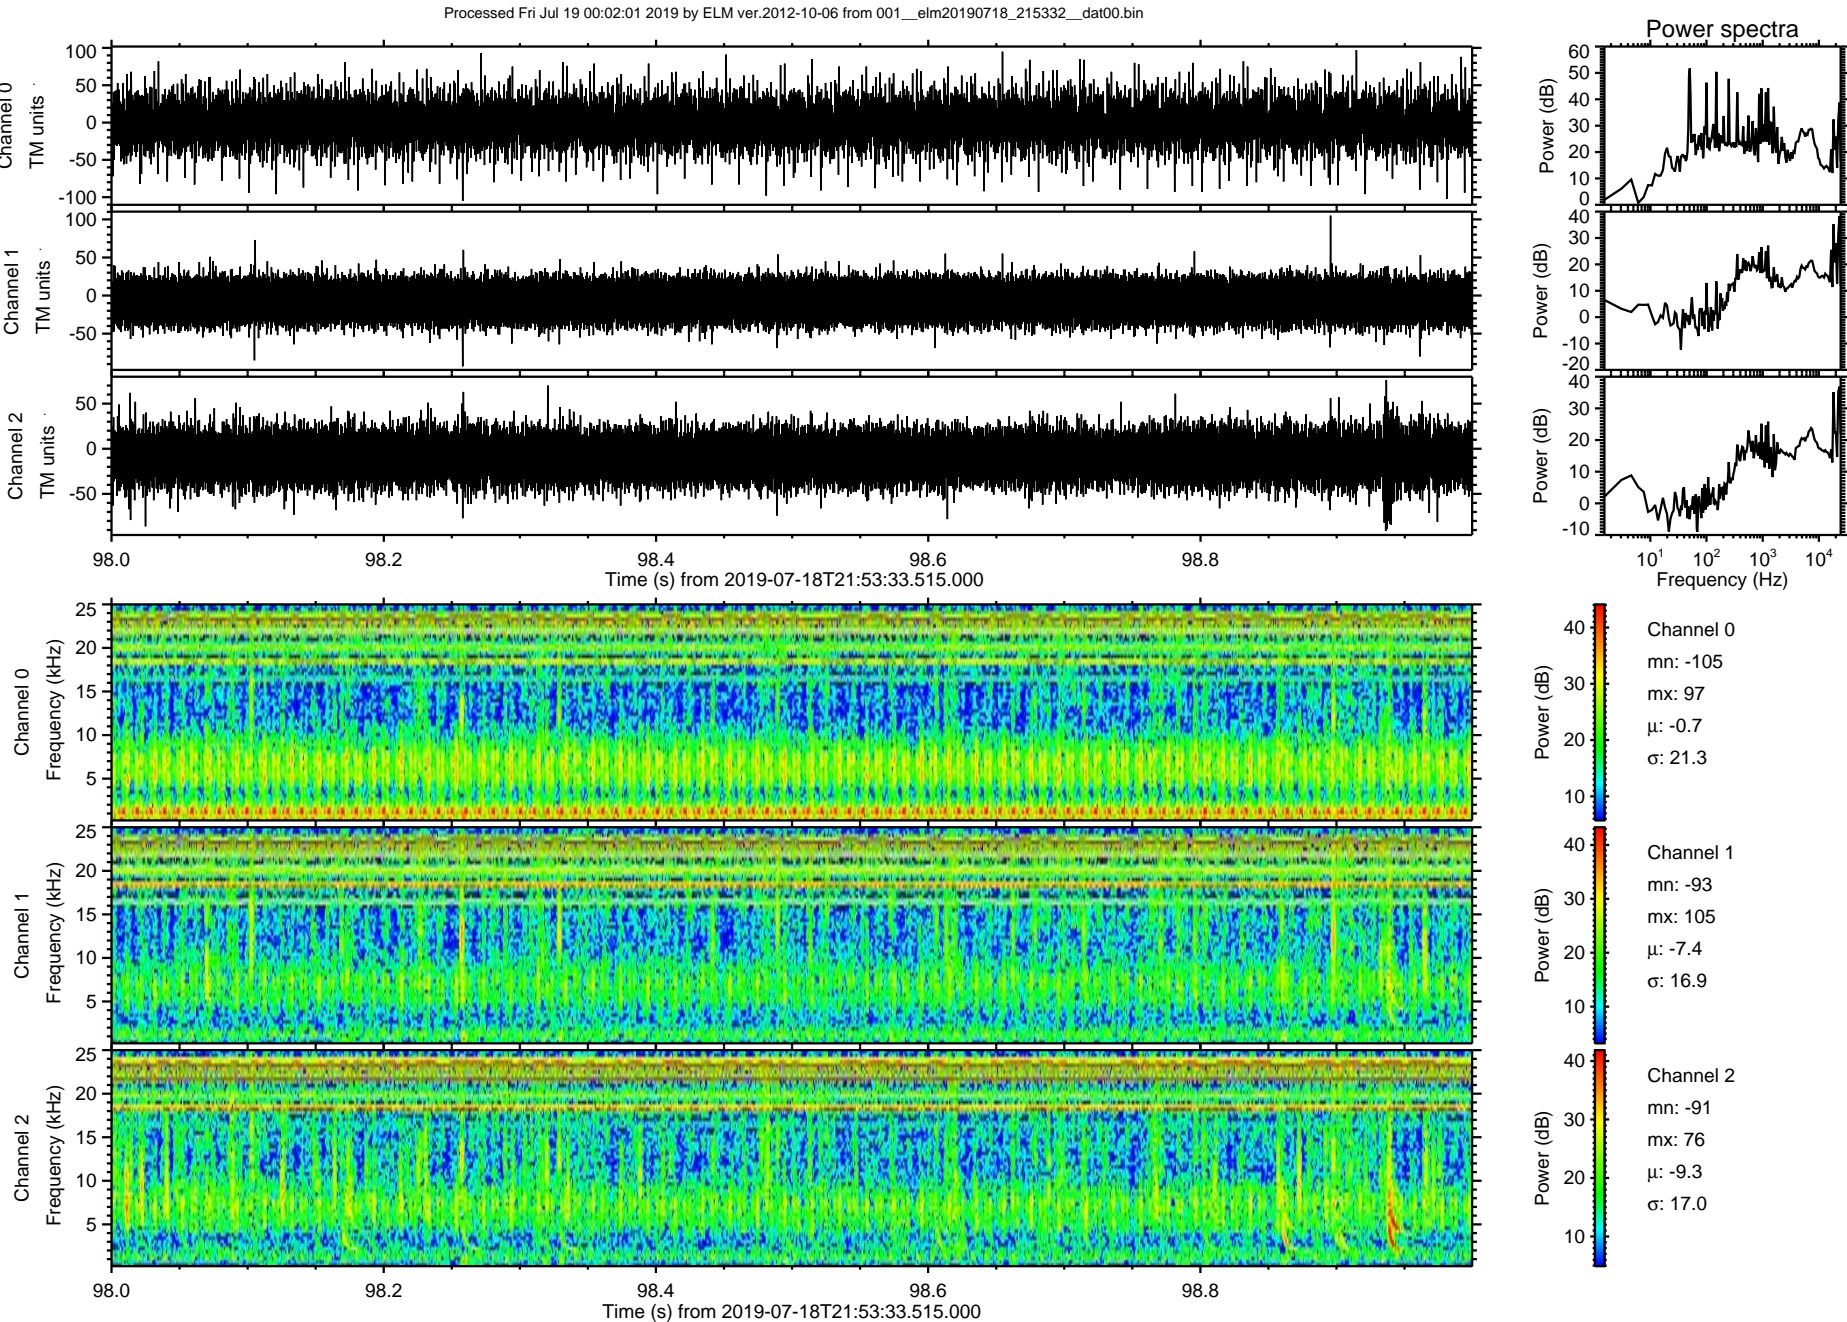 Processed Fri Jul 19 00:02:01 2019 by ELM ver.2012-10-06 from 001__elm20190718_215332__dat00.bin
Power spectra
Channel 0
TM units
100
50
0
-50
-100
Power (dB)
60
50
40
30
20
10
0
Channel 1
TM units
100
50
0
-50
Power (dB)
40
30
20
10
0
-10
-20
Channel 2
TM units
50
0
-50
Power (dB)
40
30
20
10
0
-10
98.0 98.2 98.4 98.6 98.8
Time (s) from 2019-07-18T21:53:33.515.000
10¹ 10² 10³ 10⁴
Frequency (Hz)
Channel 0
Frequency (kHz)
25
20
15
10
5
Power (dB)
40
30
20
10
Channel 0
mn: -105
mx: 97
μ: -0.7
σ: 21.3
Channel 1
Frequency (kHz)
25
20
15
10
5
Power (dB)
40
30
20
10
Channel 1
mn: -93
mx: 105
μ: -7.4
σ: 16.9
Channel 2
Frequency (kHz)
25
20
15
10
5
Power (dB)
40
30
20
10
Channel 2
mn: -91
mx: 76
μ: -9.3
σ: 17.0
98.0 98.2 98.4 98.6 98.8
Time (s) from 2019-07-18T21:53:33.515.000